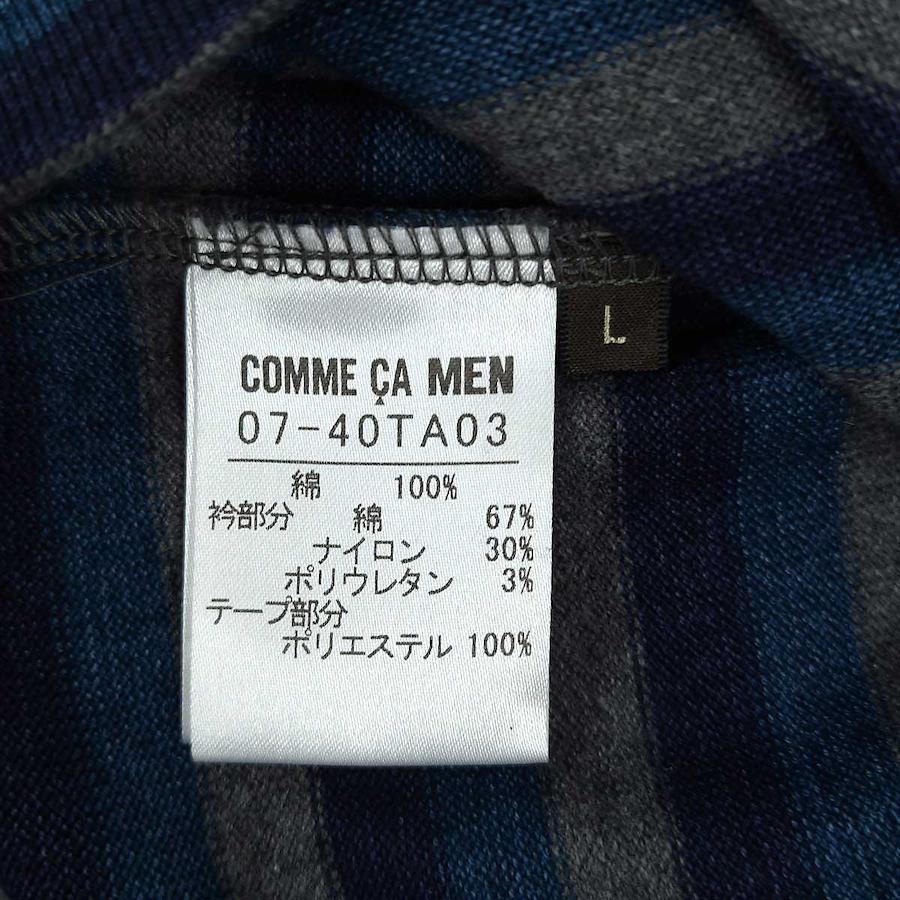 COMME ÇA MEN
07-40TA03
綿 100%
衿部分 綿 67%
ナイロン 30%
ポリウレタン 3%
テープ部分
ポリエステル 100%
L